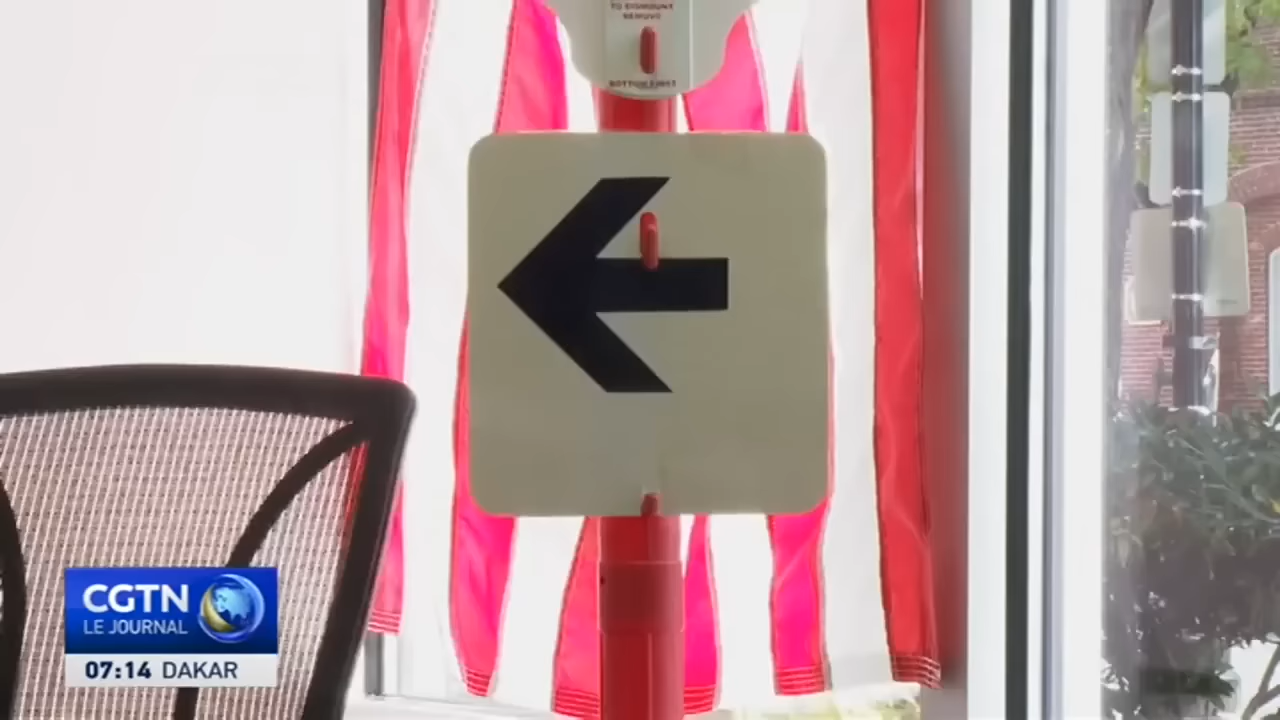 TO DISMOUNT
REMOVE
BOTTOM FIRST
CGTN
LE JOURNAL
07:14 DAKAR